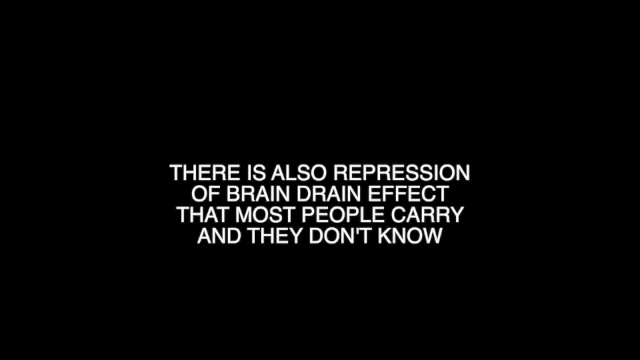 THERE IS ALSO REPRESSION
OF BRAIN DRAIN EFFECT
THAT MOST PEOPLE CARRY
AND THEY DON'T KNOW